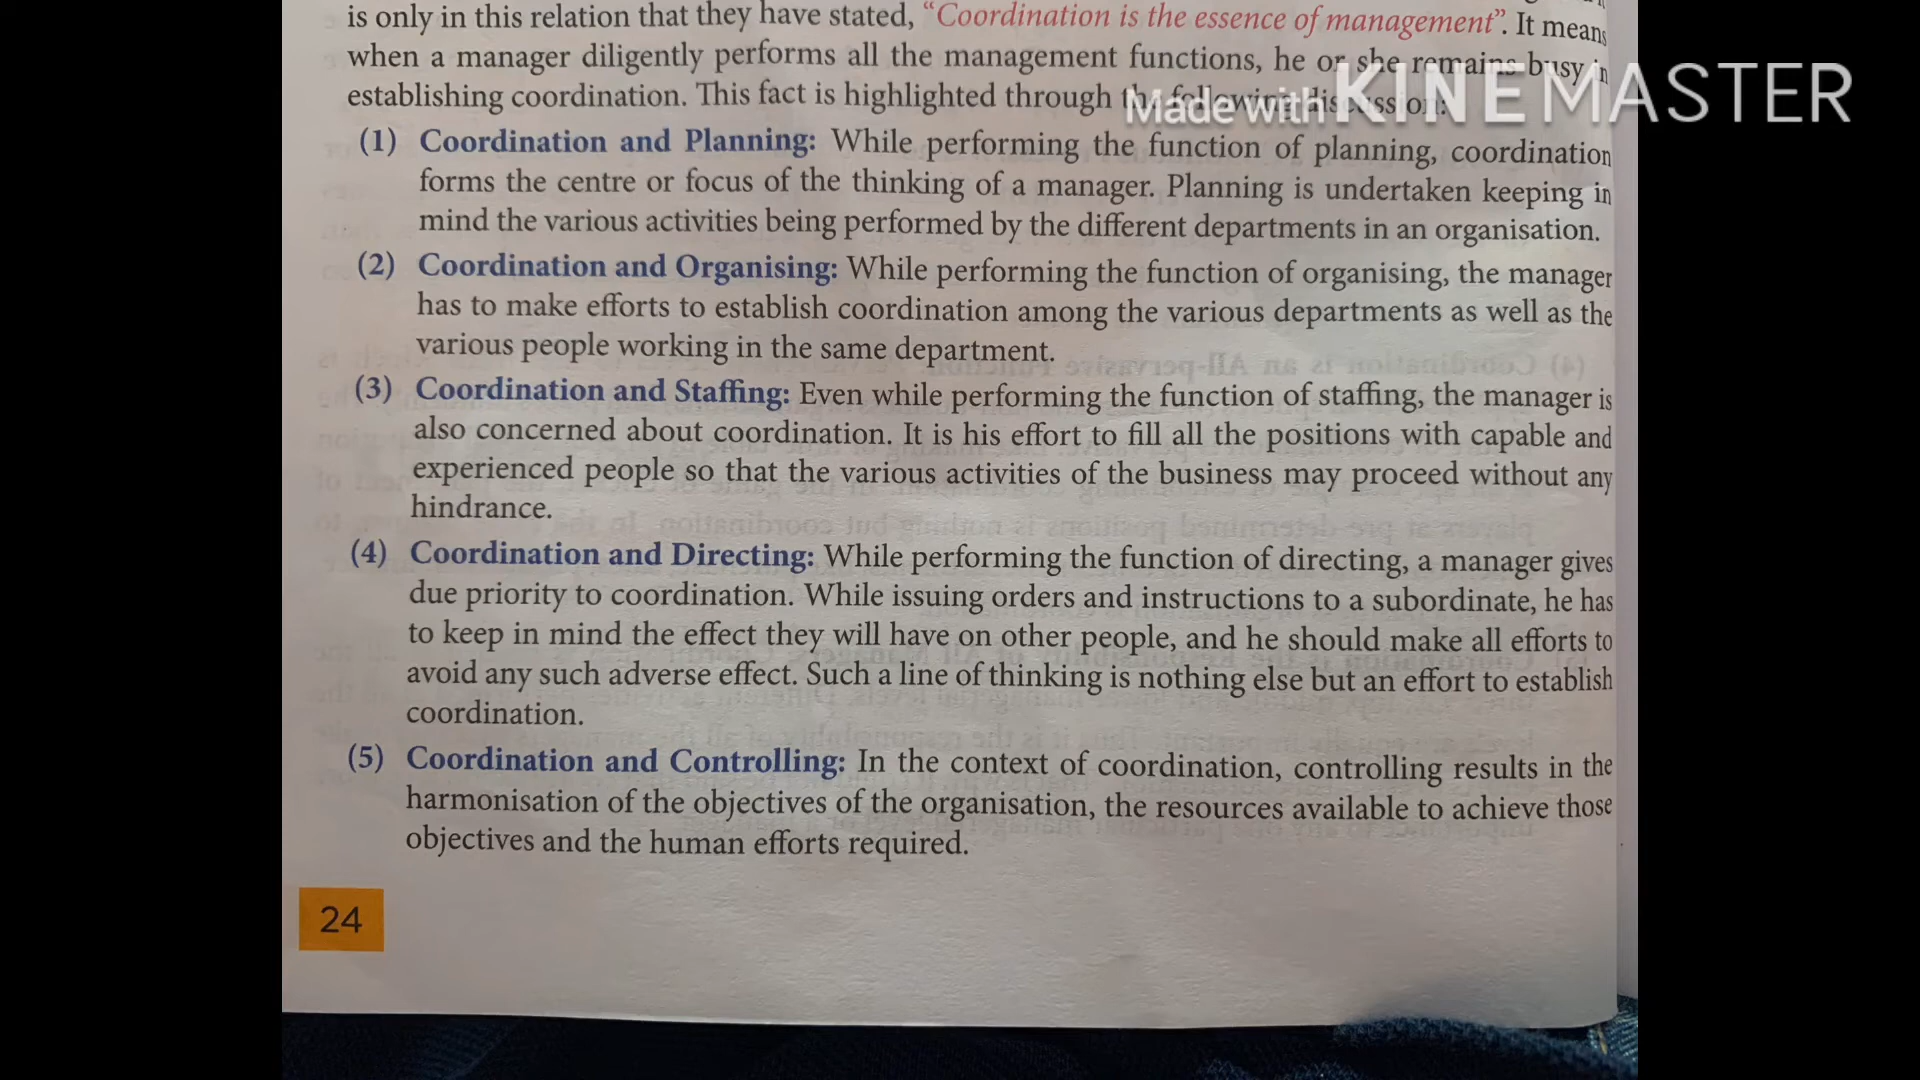 is only in this relation that they have stated, “Coordination is the essence of management”. It means
when a manager diligently performs all the management functions, he or she remains busy in
establishing coordination. This fact is highlighted through the following discussion:
Made with KINEMASTER
(1) Coordination and Planning: While performing the function of planning, coordination
forms the centre or focus of the thinking of a manager. Planning is undertaken keeping in
mind the various activities being performed by the different departments in an organisation.
(2) Coordination and Organising: While performing the function of organising, the manager
has to make efforts to establish coordination among the various departments as well as the
various people working in the same department.
(3) Coordination and Staffing: Even while performing the function of staffing, the manager is
also concerned about coordination. It is his effort to fill all the positions with capable and
experienced people so that the various activities of the business may proceed without any
hindrance.
(4) Coordination and Directing: While performing the function of directing, a manager gives
due priority to coordination. While issuing orders and instructions to a subordinate, he has
to keep in mind the effect they will have on other people, and he should make all efforts to
avoid any such adverse effect. Such a line of thinking is nothing else but an effort to establish
coordination.
(5) Coordination and Controlling: In the context of coordination, controlling results in the
harmonisation of the objectives of the organisation, the resources available to achieve those
objectives and the human efforts required.
24